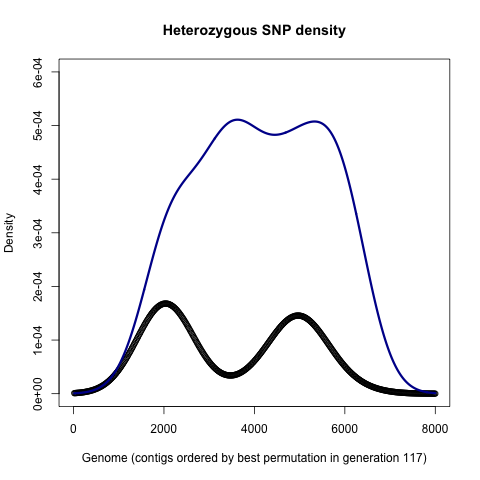 Heterozygous SNP density
6e-04
5e-04
4e-04
3e-04
2e-04
1e-04
0e+00
Density
0 2000 4000 6000 8000
Genome (contigs ordered by best permutation in generation 117)